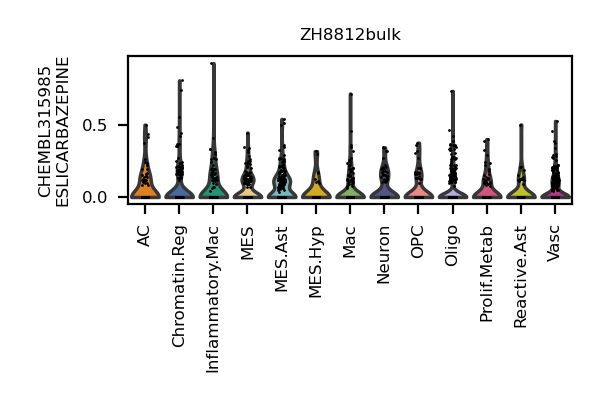 ZH8812bulk
CHEMBL315985
ESLICARBAZEPINE
0.5
0.0
AC
Chromatin.Reg
Inflammatory.Mac
MES
MES.Ast
MES.Hyp
Mac
Neuron
OPC
Oligo
Prolif.Metab
Reactive.Ast
Vasc